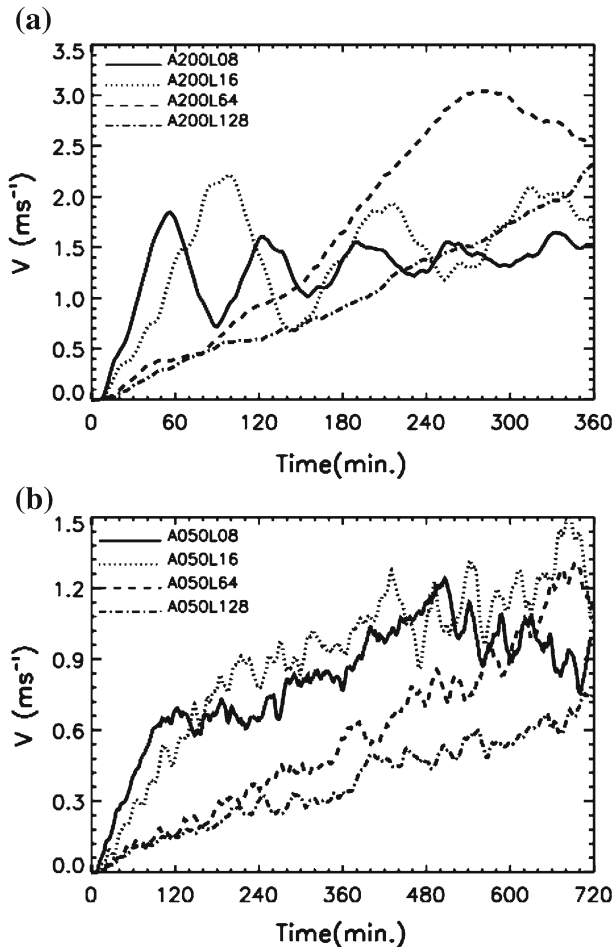 (a)
3.5
3.0
2.5
2.0
1.5
1.0
0.5
0.0
V (ms⁻¹)
A200L08
A200L16
A200L64
A200L128
0 60 120 180 240 300 360
Time(min.)
(b)
1.5
1.2
0.9
0.6
0.3
0.0
V (ms⁻¹)
A050L08
A050L16
A050L64
A050L128
0 120 240 360 480 600 720
Time(min.)